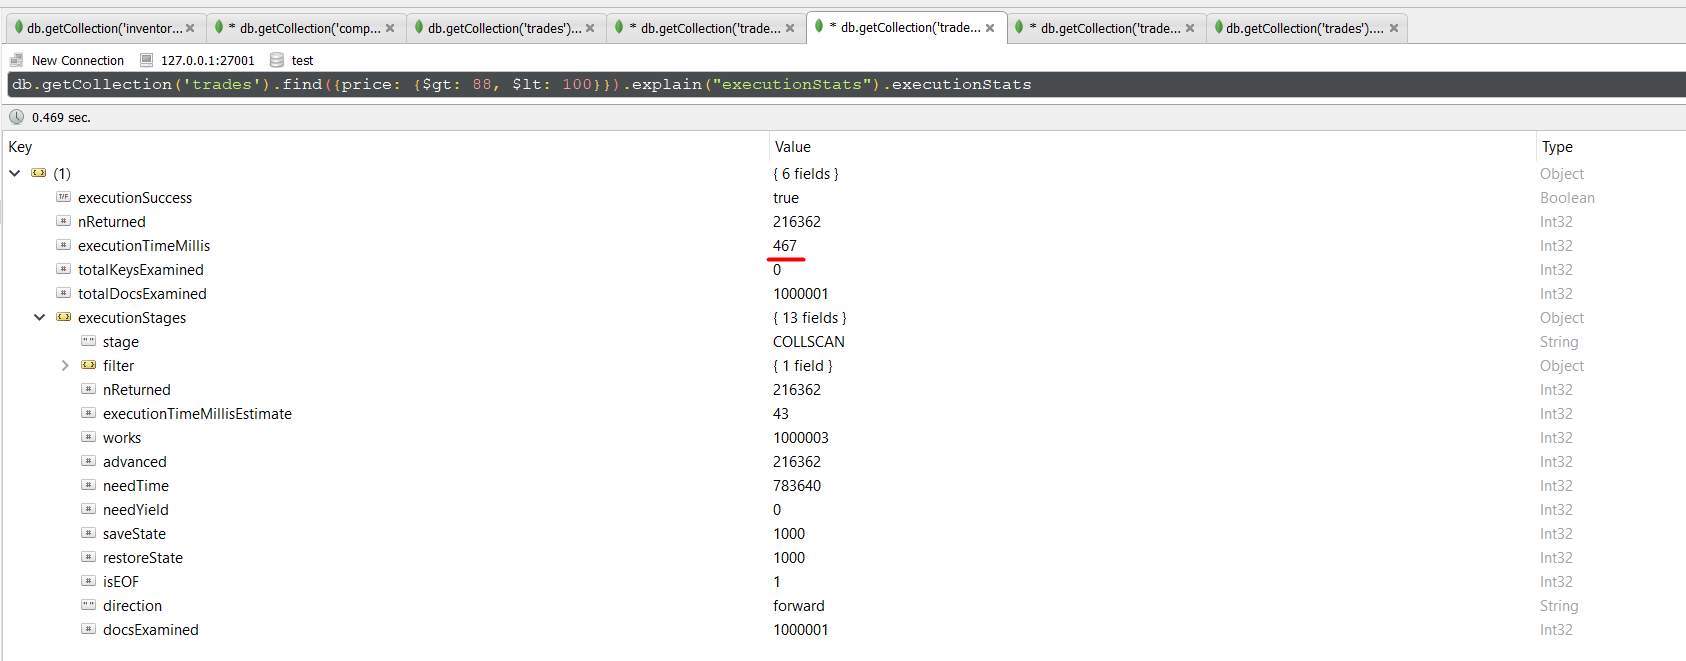 db.getCollection('inventor... × * db.getCollection('comp... × db.getCollection('trades')... × * db.getCollection('trade... × * db.getCollection('trade... × * db.getCollection('trade... × db.getCollection('trades').... ×
New Connection 127.0.0.1:27001 test
db.getCollection('trades').find({price: {$gt: 88, $lt: 100}}).explain("executionStats").executionStats
0.469 sec.
Key Value Type
(1) { 6 fields } Object
T/F executionSuccess true Boolean
# nReturned 216362 Int32
# executionTimeMillis 467 Int32
# totalKeysExamined 0 Int32
# totalDocsExamined 1000001 Int32
executionStages { 13 fields } Object
"" stage COLLSCAN String
filter { 1 field } Object
# nReturned 216362 Int32
# executionTimeMillisEstimate 43 Int32
# works 1000003 Int32
# advanced 216362 Int32
# needTime 783640 Int32
# needYield 0 Int32
# saveState 1000 Int32
# restoreState 1000 Int32
# isEOF 1 Int32
"" direction forward String
# docsExamined 1000001 Int32